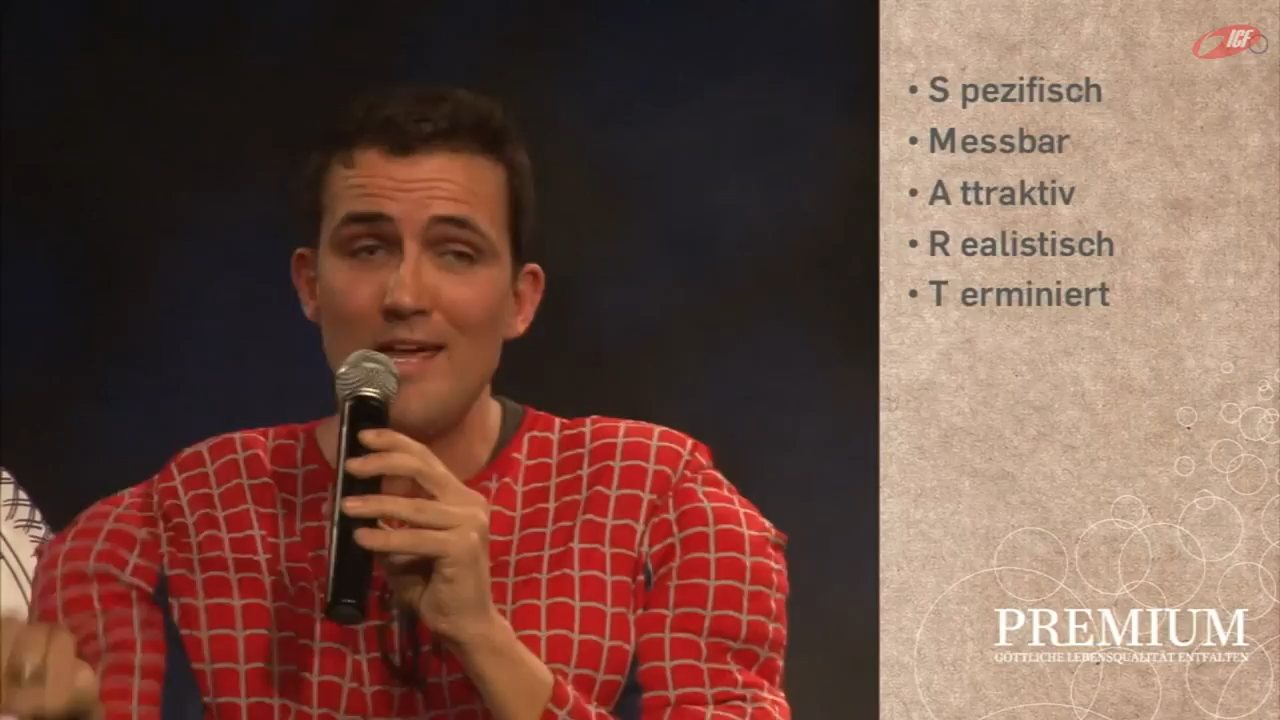 ICF
• S pezifisch
• Messbar
• A ttraktiv
• R ealistisch
• T erminiert
PREMIUM
GÖTTLICHE LEBENSQUALITÄT ENTFALTEN